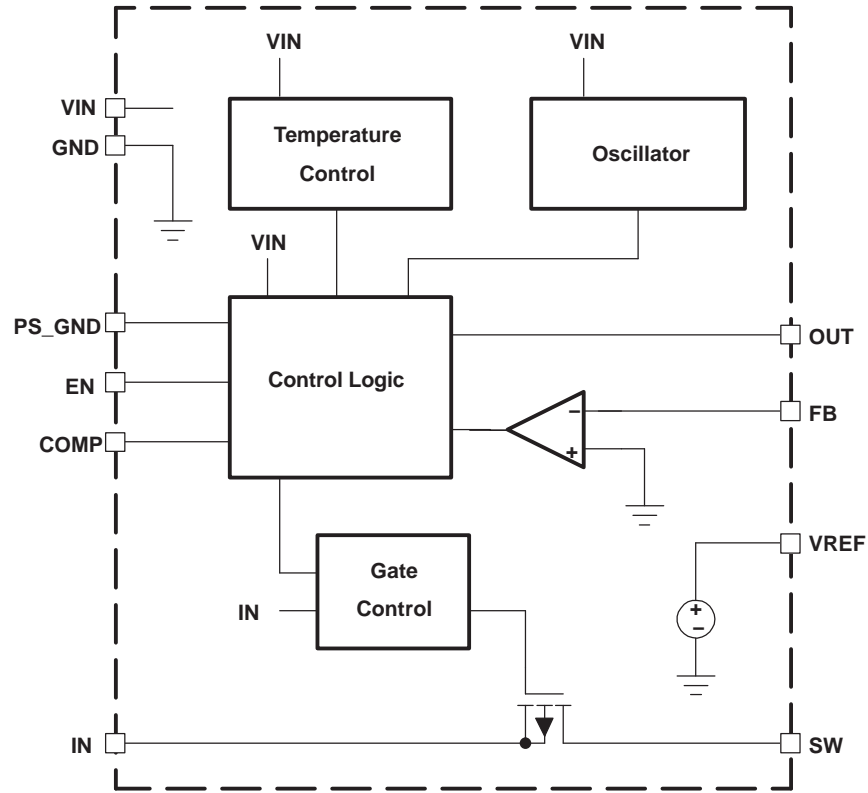 VIN
VIN
VIN
GND
Temperature
Control
Oscillator
VIN
PS_GND
EN
COMP
Control Logic
OUT
FB
−
+
VREF
Gate
Control
IN
+
−
IN
SW